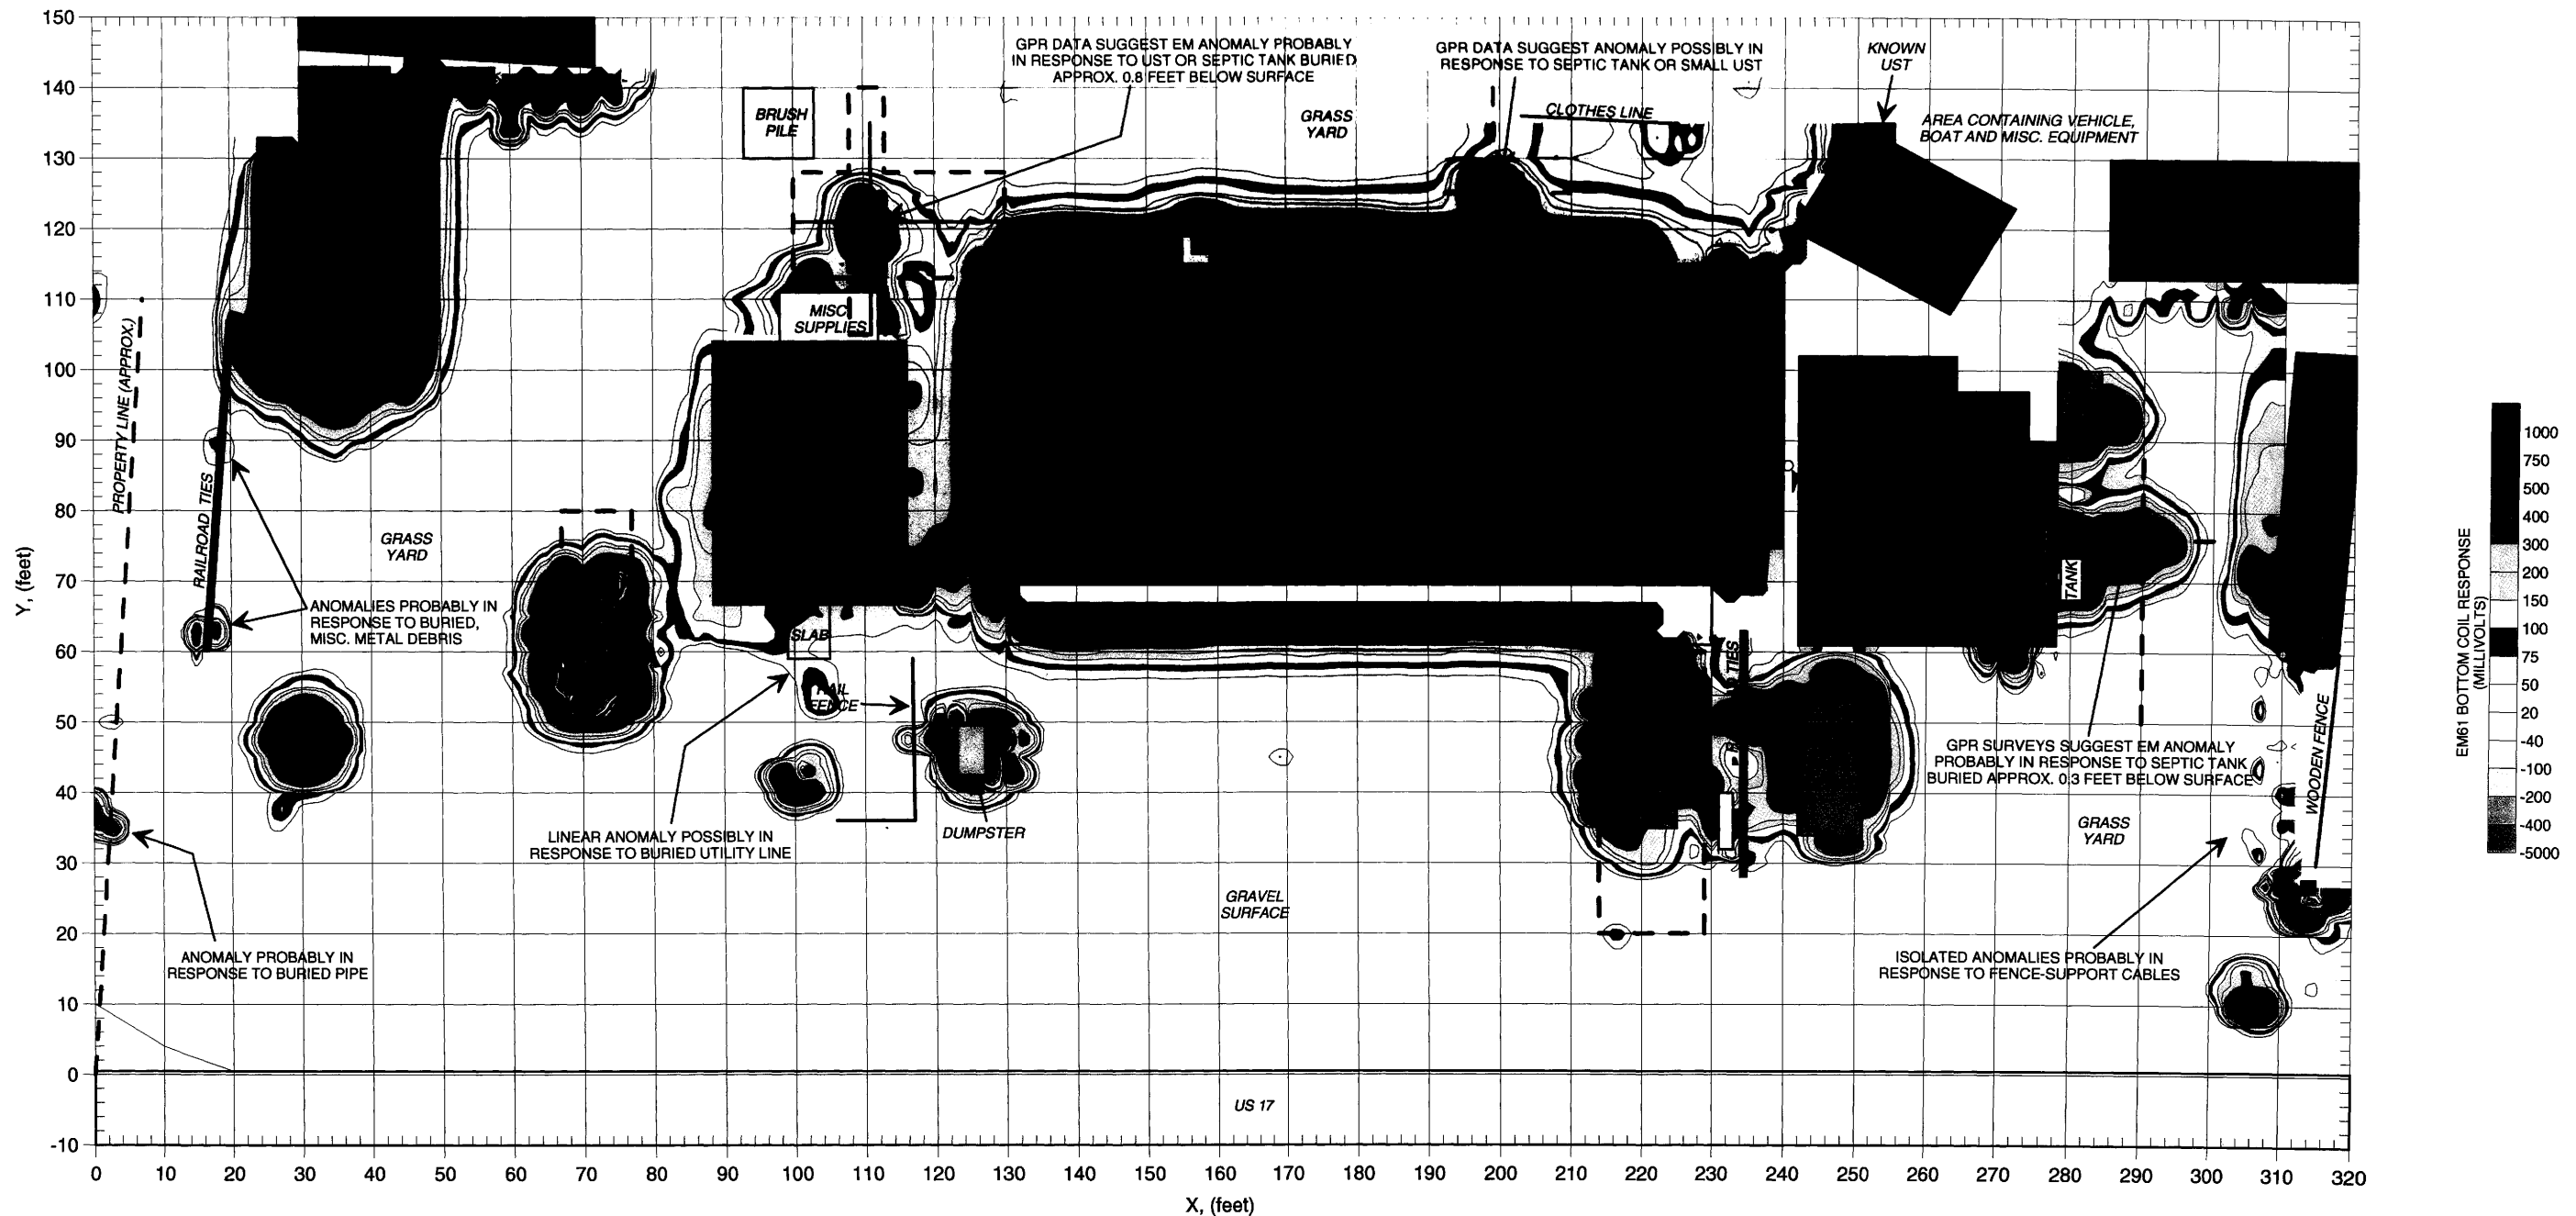 GPR DATA SUGGEST EM ANOMALY PROBABLY
IN RESPONSE TO UST OR SEPTIC TANK BURIED
APPROX. 0.8 FEET BELOW SURFACE
GPR DATA SUGGEST ANOMALY POSSIBLY IN
RESPONSE TO SEPTIC TANK OR SMALL UST
KNOWN
UST
BRUSH
PILE
GRASS
YARD
CLOTHES LINE
AREA CONTAINING VEHICLE,
BOAT AND MISC. EQUIPMENT
MISC
SUPPLIES
PROPERTY LINE (APPROX.)
RAILROAD TIES
GRASS
YARD
ANOMALIES PROBABLY IN
RESPONSE TO BURIED,
MISC. METAL DEBRIS
SLAB
RAIL
FENCE
TIES
TANK
WOODEN FENCE
LINEAR ANOMALY POSSIBLY IN
RESPONSE TO BURIED UTILITY LINE
DUMPSTER
GPR SURVEYS SUGGEST EM ANOMALY
PROBABLY IN RESPONSE TO SEPTIC TANK
BURIED APPROX. 0.3 FEET BELOW SURFACE
GRASS
YARD
GRAVEL
SURFACE
ANOMALY PROBABLY IN
RESPONSE TO BURIED PIPE
ISOLATED ANOMALIES PROBABLY IN
RESPONSE TO FENCE-SUPPORT CABLES
US 17
Y, (feet)
150
140
130
120
110
100
90
80
70
60
50
40
30
20
10
0
-10
0 10 20 30 40 50 60 70 80 90 100 110 120 130 140 150 160 170 180 190 200 210 220 230 240 250 260 270 280 290 300 310 320
X, (feet)
EM61 BOTTOM COIL RESPONSE
(MILLIVOLTS)
1000
750
500
400
300
200
150
100
75
50
20
-40
-100
-200
-400
-5000